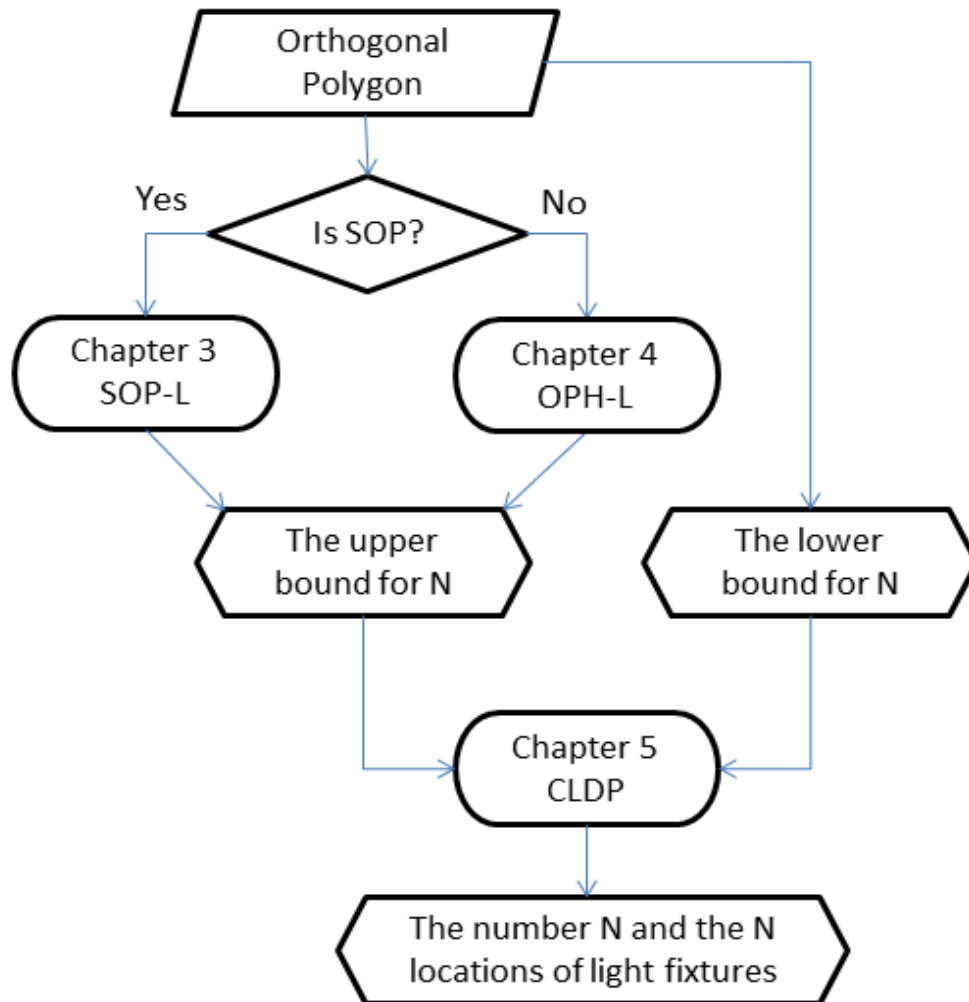 Orthogonal
Polygon
Yes
No
Is SOP?
Chapter 3
SOP-L
Chapter 4
OPH-L
The upper
bound for N
The lower
bound for N
Chapter 5
CLDP
The number N and the N
locations of light fixtures